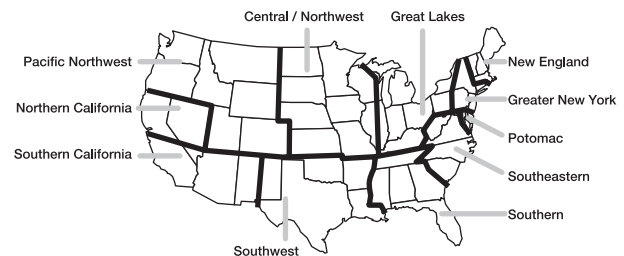 Central / Northwest
Great Lakes
Pacific Northwest
New England
Northern California
Greater New York
Potomac
Southern California
Southeastern
Southern
Southwest